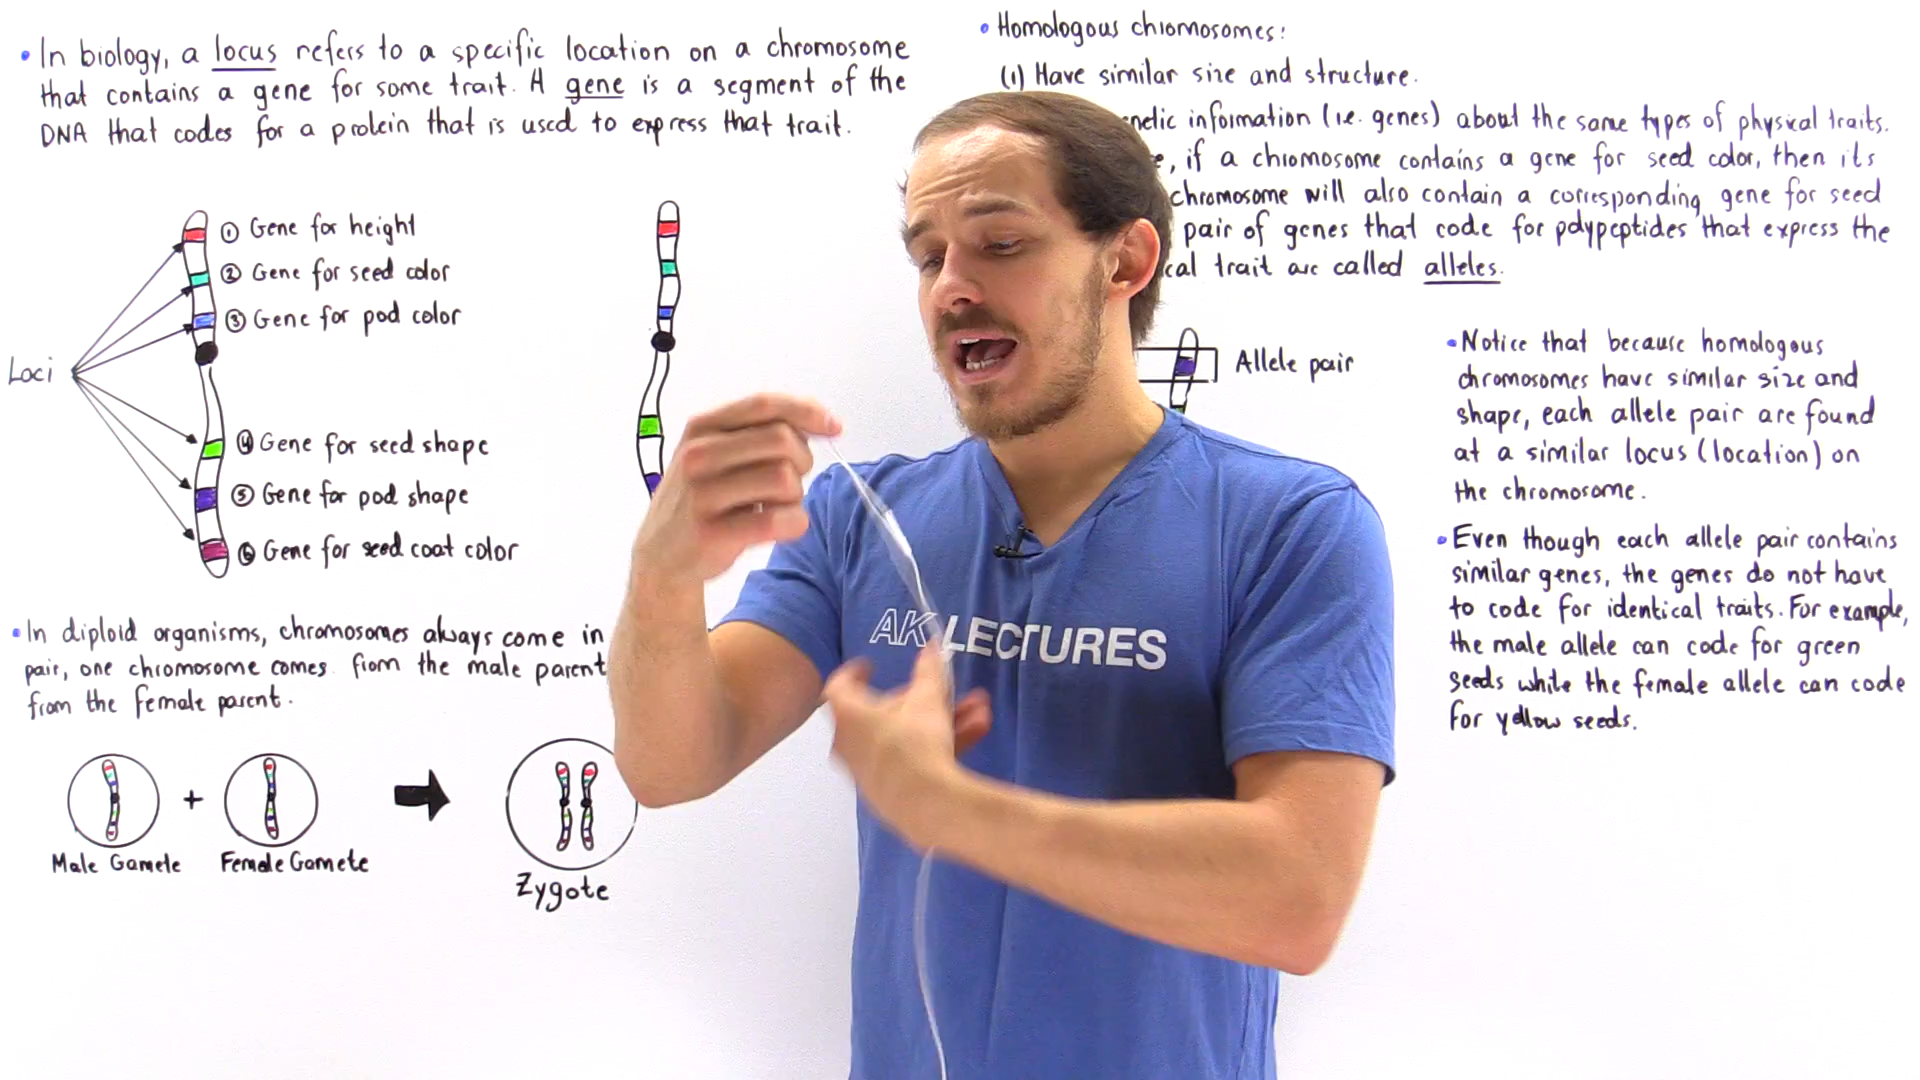 • In biology, a locus refers to a specific location on a chromosome
that contains a gene for some trait. A gene is a segment of the
DNA that codes for a protein that is used to express that trait.
Loci
① Gene for height
② Gene for seed color
③ Gene for pod color
④ Gene for seed shape
⑤ Gene for pod shape
⑥ Gene for seed coat color
• In diploid organisms, chromosomes always come in
pair, one chromosome comes from the male parent
from the female parent.
Male Gamete
+
Female Gamete
Zygote
• Homologous chromosomes:
(1) Have similar size and structure.
information (i.e. genes) about the same types of physical traits.
, if a chromosome contains a gene for seed color, then its
chromosome will also contain a corresponding gene for seed
pair of genes that code for polypeptides that express the
trait are called alleles.
Allele pair
• Notice that because homologous
chromosomes have similar size and
shape, each allele pair are found
at a similar locus (location) on
the chromosome.
• Even though each allele pair contains
similar genes, the genes do not have
to code for identical traits. For example,
the male allele can code for green
seeds while the female allele can code
for yellow seeds.
AK LECTURES